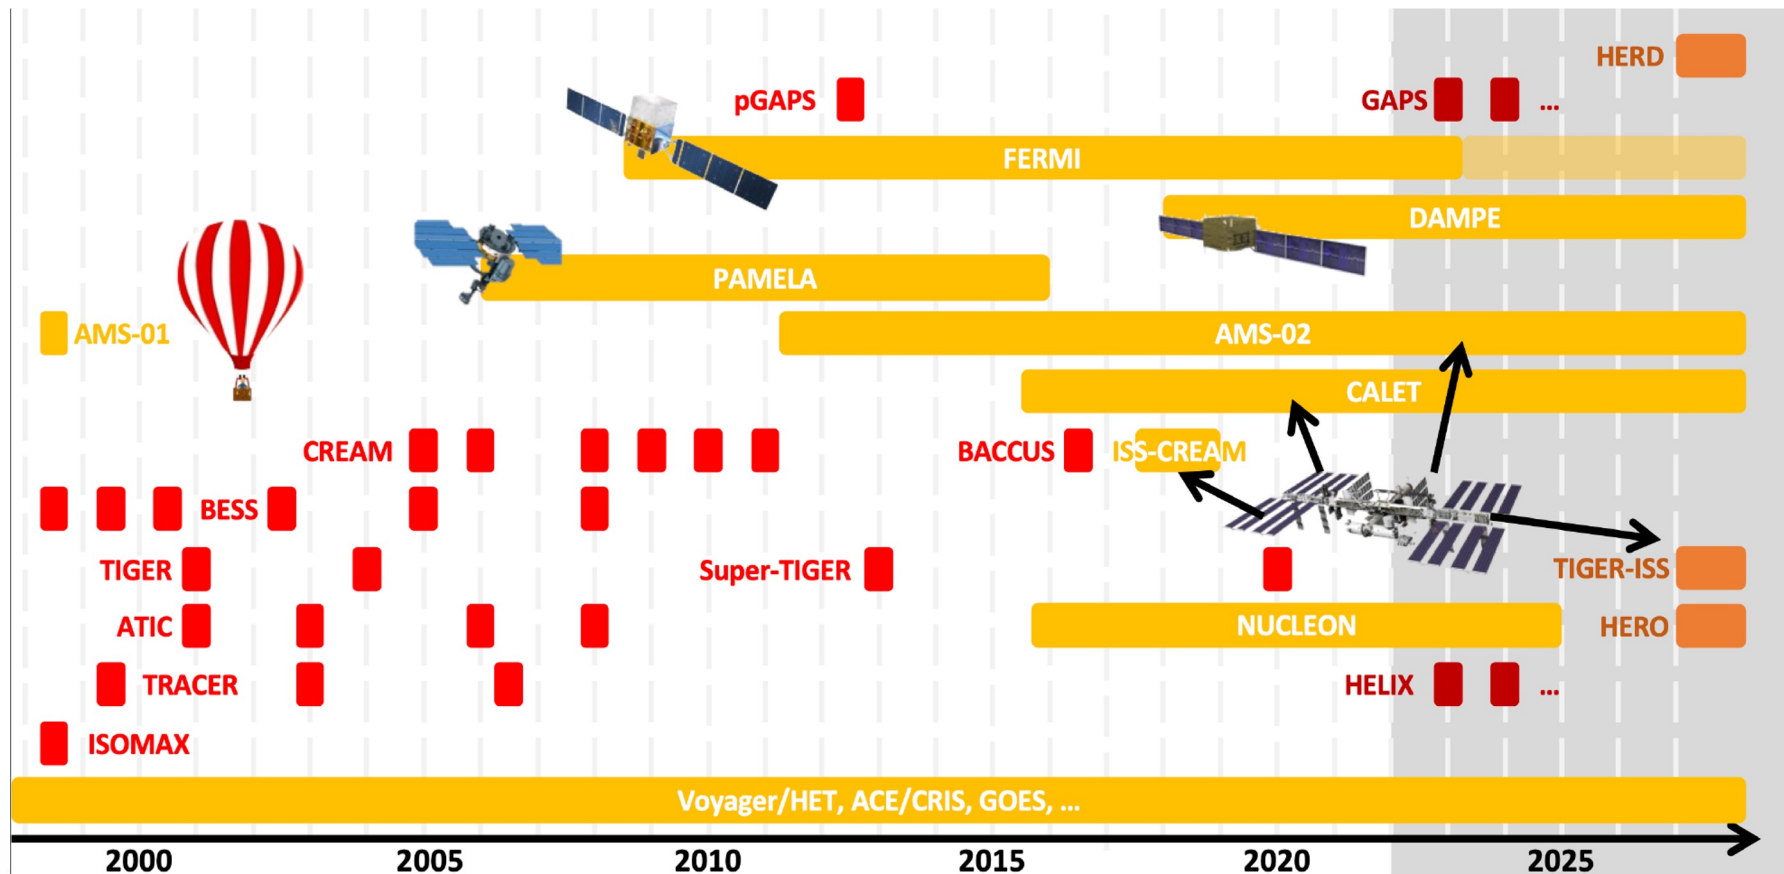 HERD
pGAPS
GAPS
...
FERMI
DAMPE
PAMELA
AMS-01
AMS-02
CALET
CREAM
BACCUS
ISS-CREAM
BESS
TIGER
Super-TIGER
TIGER-ISS
ATIC
NUCLEON
HERO
TRACER
HELIX
...
ISOMAX
Voyager/HET, ACE/CRIS, GOES, ...
2000
2005
2010
2015
2020
2025